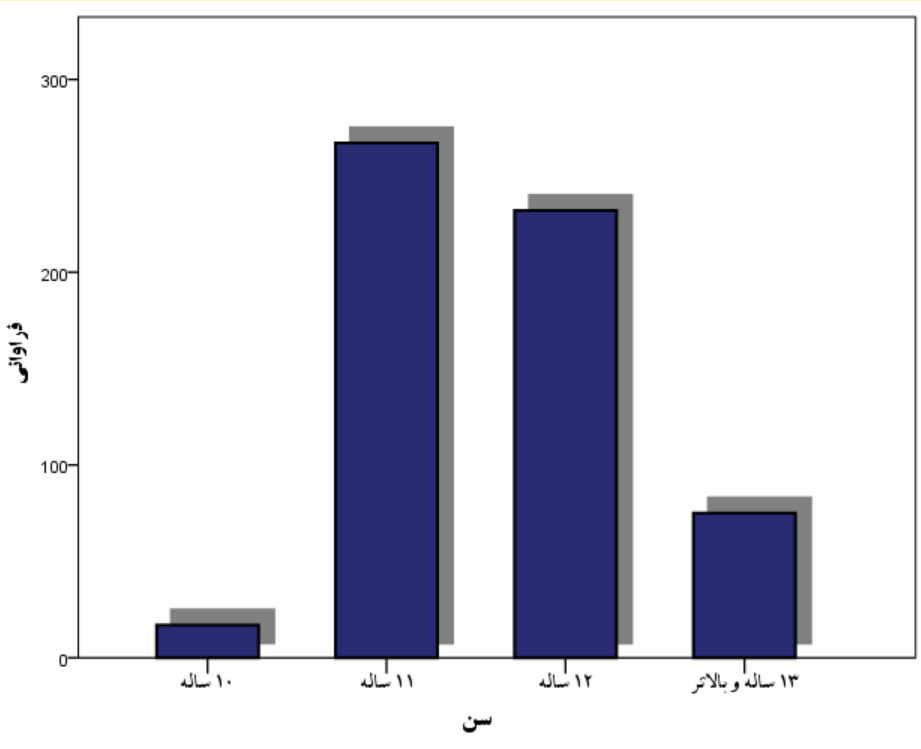 300
200
100
0
فراوانی
۱۰ ساله
۱۱ ساله
۱۲ ساله
۱۳ ساله و بالاتر
سن